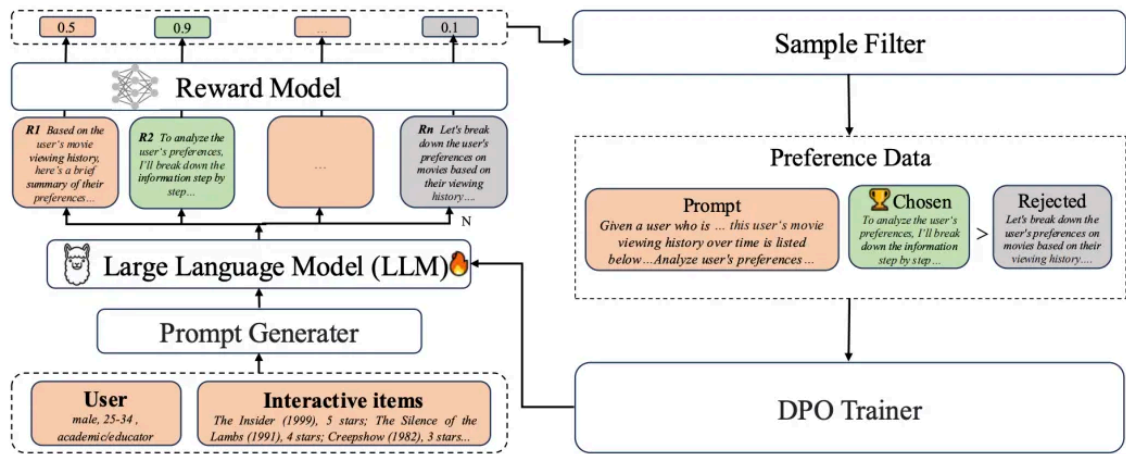 0.5
0.9
...
0.1
Sample Filter
Reward Model
R1 Based on the
user's movie
viewing history,
here's a brief
summary of their
preferences…
R2 To analyze the
user's preferences,
I'll break down the
information step by
step…
…
Rn Let's break
down the user's
preferences on
movies based on
their viewing
history….
N
Large Language Model (LLM)
Prompt Generater
User
male, 25-34 ,
academic/educator
Interactive items
The Insider (1999), 5 stars; The Silence of the
Lambs (1991), 4 stars; Creepshow (1982), 3 stars...
Preference Data
Prompt
Given a user who is … this user's movie
viewing history over time is listed
below…Analyze user's preferences…
Chosen
To analyze the user's
preferences, I'll break
down the information
step by step…
>
Rejected
Let's break down the
user's preferences on
movies based on their
viewing history….
DPO Trainer